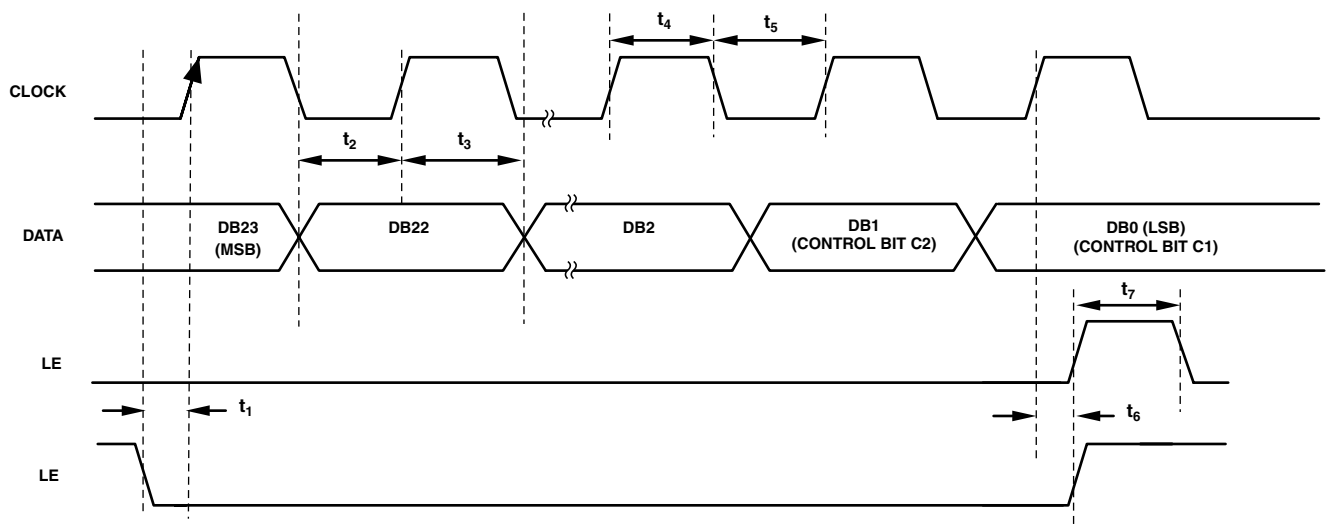 t4
t5
CLOCK
t2
t3
DATA
DB23
(MSB)
DB22
DB2
DB1
(CONTROL BIT C2)
DB0 (LSB)
(CONTROL BIT C1)
t7
LE
t1
t6
LE